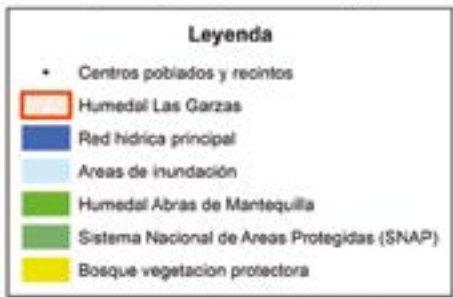 Leyenda
Centros poblados y recintos
Humedal Las Garzas
Red hidrica principal
Areas de inundación
Humedal Abras de Mantequilla
Sistema Nacional de Areas Protegidas (SNAP)
Bosque vegetacion protectora